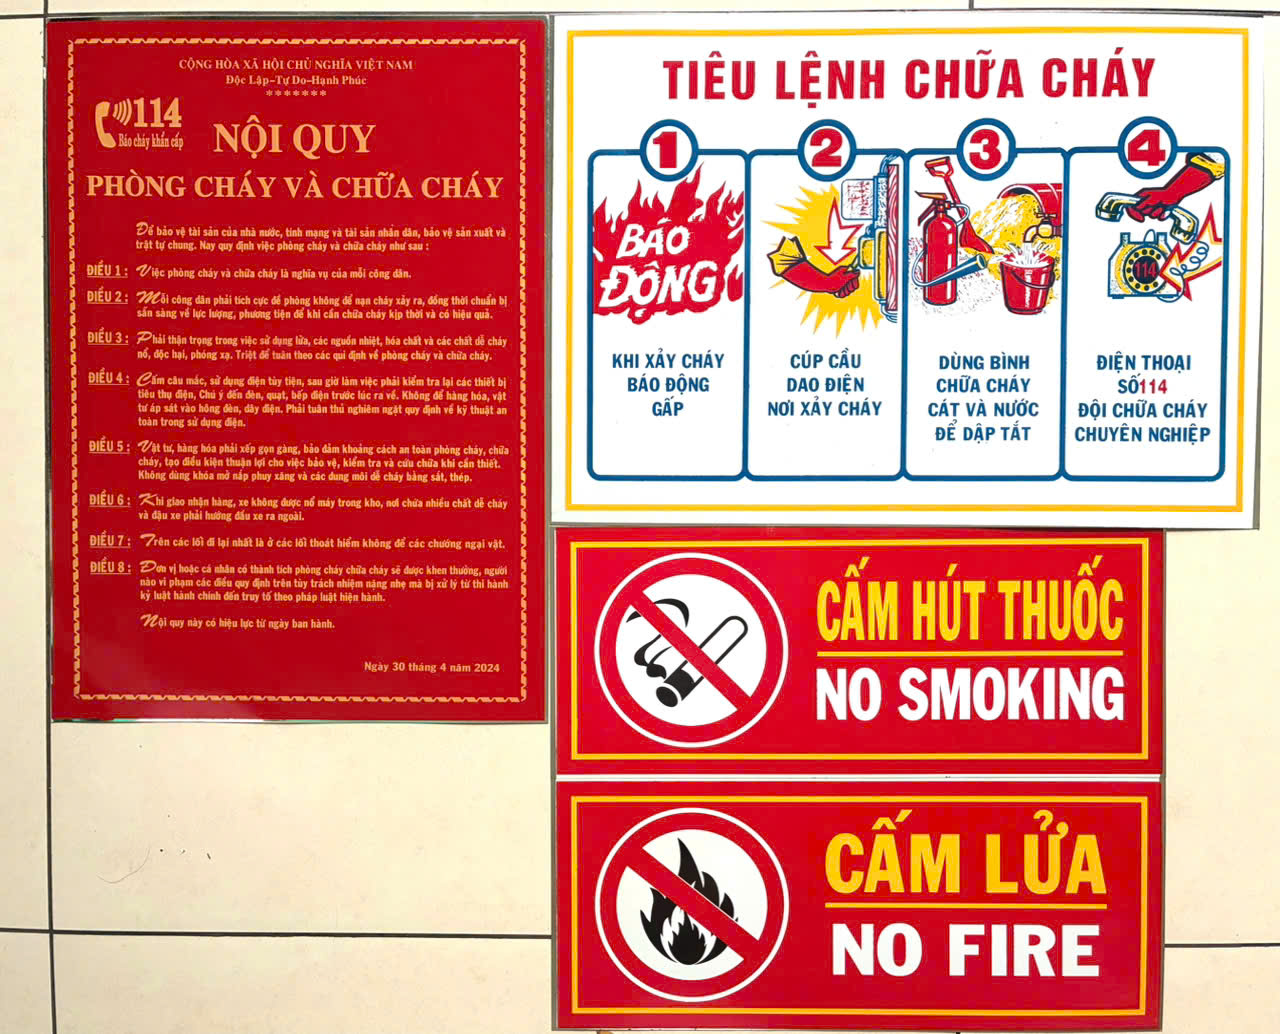 CỘNG HÒA XÃ HỘI CHỦ NGHĨA VIỆT NAM
Độc Lập-Tự Do-Hạnh Phúc
*******
114
Báo cháy khẩn cấp
NỘI QUY
PHÒNG CHÁY VÀ CHỮA CHÁY
Để bảo vệ tài sản của nhà nước, tính mạng và tài sản nhân dân, bảo vệ sản xuất và
trật tự chung. Nay quy định việc phòng cháy và chữa cháy như sau :
ĐIỀU 1 : Việc phòng cháy và chữa cháy là nghĩa vụ của mỗi công dân.
ĐIỀU 2 : Mỗi công dân phải tích cực đề phòng không để nạn cháy xảy ra, đồng thời chuẩn bị
sẵn sàng về lực lượng, phương tiện để khi cần chữa cháy kịp thời và có hiệu quả.
ĐIỀU 3 : Phải thận trọng trong việc sử dụng lửa, các nguồn nhiệt, hóa chất và các chất dễ cháy
nổ, độc hại, phóng xạ. Triệt để tuân theo các qui định về phòng cháy và chữa cháy.
ĐIỀU 4 : Cấm câu mắc, sử dụng điện tùy tiện, sau giờ làm việc phải kiểm tra lại các thiết bị
tiêu thụ điện, Chú ý đến đèn, quạt, bếp điện trước lúc ra về. Không để hàng hóa, vật
tư áp sát vào bóng đèn, dây điện. Phải tuân thủ nghiêm ngặt quy định về kỹ thuật an
toàn trong sử dụng điện.
ĐIỀU 5 : Vật tư, hàng hóa phải xếp gọn gàng, bảo đảm khoảng cách an toàn phòng cháy, chữa
cháy, tạo điều kiện thuận lợi cho việc bảo vệ, kiểm tra và cứu chữa khi cần thiết.
Không dùng khóa mở nắp phuy xăng và các dung môi dễ cháy bằng sắt, thép.
ĐIỀU 6 : Khi giao nhận hàng, xe không được nổ máy trong kho, nơi chứa nhiều chất dễ cháy
và đậu xe phải hướng đầu xe ra ngoài.
ĐIỀU 7 : Trên các lối đi lại nhất là ở các lối thoát hiểm không để các chướng ngại vật.
ĐIỀU 8 : Đơn vị hoặc cá nhân có thành tích phòng cháy chữa cháy sẽ được khen thưởng, người
nào vi phạm các điều quy định trên tùy trách nhiệm nặng nhẹ mà bị xử lý từ thi hành
kỷ luật hành chính đến truy tố theo pháp luật hiện hành.
Nội quy này có hiệu lực từ ngày ban hành.
Ngày 30 tháng 4 năm 2024
TIÊU LỆNH CHỮA CHÁY
1
BÁO
ĐỘNG
KHI XẢY CHÁY
BÁO ĐỘNG
GẤP
2
CÚP CẦU
DAO ĐIỆN
NƠI XẢY CHÁY
3
DÙNG BÌNH
CHỮA CHÁY
CÁT VÀ NƯỚC
ĐỂ DẬP TẮT
4
114
ĐIỆN THOẠI
SỐ114
ĐỘI CHỮA CHÁY
CHUYÊN NGHIỆP
CẤM HÚT THUỐC
NO SMOKING
CẤM LỬA
NO FIRE